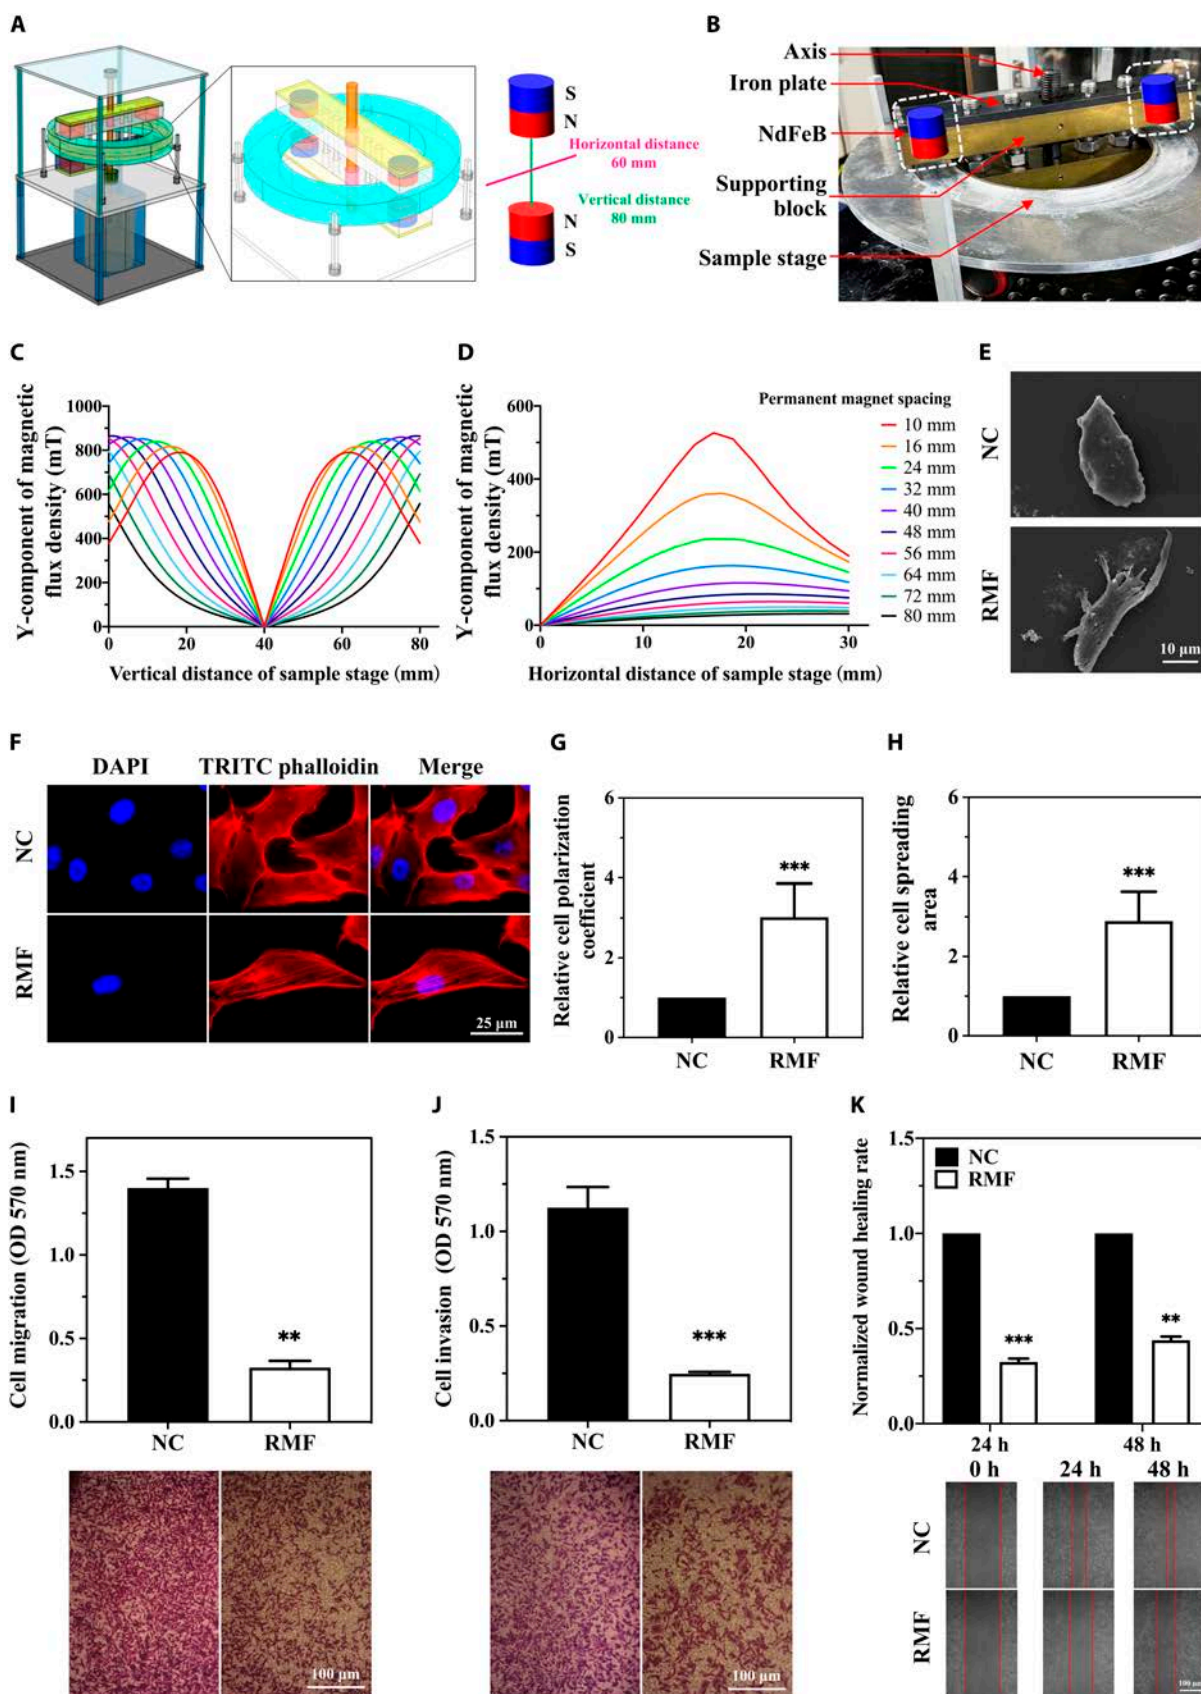 A
B
S
N
Horizontal distance
60 mm
Vertical distance
80 mm
N
S
Axis
Iron plate
NdFeB
Supporting
block
Sample stage
C
Y-component of magnetic
flux density (mT)
1000
800
600
400
200
0
0
20
40
60
80
Vertical distance of sample stage (mm)
D
Y-component of magnetic
flux density (mT)
600
400
200
0
0
10
20
30
Horizontal distance of sample stage (mm)
Permanent magnet spacing
10 mm
16 mm
24 mm
32 mm
40 mm
48 mm
56 mm
64 mm
72 mm
80 mm
E
NC
RMF
10 μm
F
DAPI
TRITC phalloidin
Merge
NC
RMF
25 μm
G
Relative cell polarization
coefficient
6
4
2
0
***
NC
RMF
H
Relative cell spreading
area
6
4
2
0
***
NC
RMF
I
Cell migration (OD 570 nm)
1.5
1.0
0.5
0.0
**
NC
RMF
100 μm
J
Cell invasion (OD 570 nm)
1.5
1.0
0.5
0.0
***
NC
RMF
100 μm
K
Normalized wound healing rate
1.5
1.0
0.5
0.0
NC
RMF
***
**
24 h
48 h
0 h
24 h
48 h
NC
RMF
100 μm